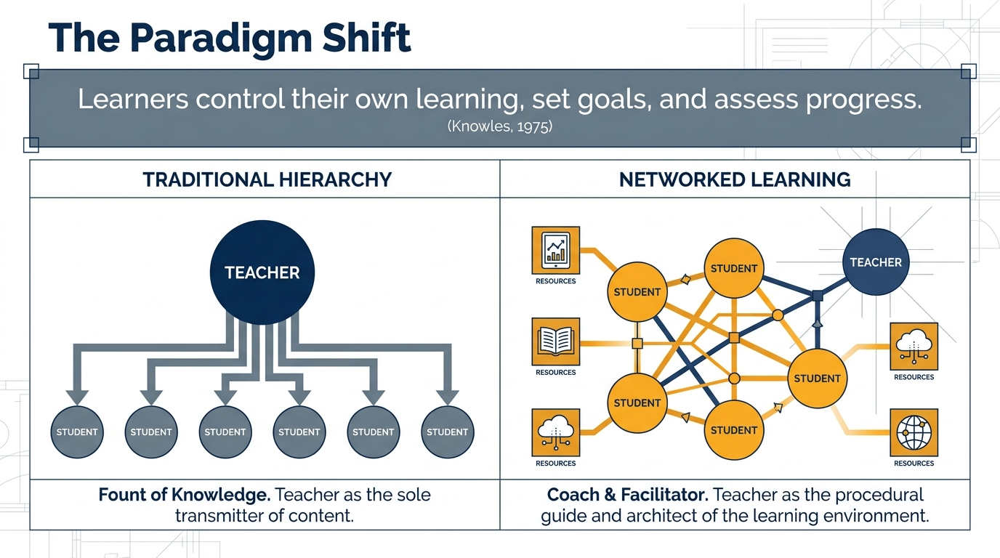 The Paradigm Shift
Learners control their own learning, set goals, and assess progress.
(Knowles, 1975)
TRADITIONAL HIERARCHY
TEACHER
STUDENT
STUDENT
STUDENT
STUDENT
STUDENT
STUDENT
Fount of Knowledge. Teacher as the sole
transmitter of content.
NETWORKED LEARNING
RESOURCES
STUDENT
STUDENT
TEACHER
RESOURCES
RESOURCES
STUDENT
STUDENT
STUDENT
RESOURCES
RESOURCES
Coach & Facilitator. Teacher as the procedural
guide and architect of the learning environment.